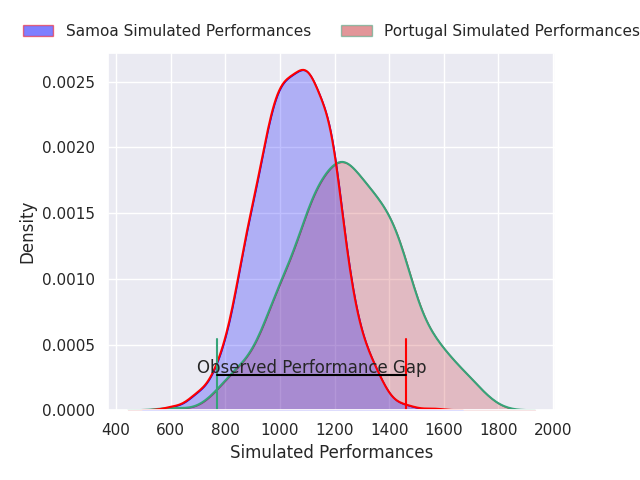 Samoa Simulated Performances
Portugal Simulated Performances
0.0025
0.0020
0.0015
0.0010
0.0005
0.0000
Density
Observed Performance Gap
400 600 800 1000 1200 1400 1600 1800 2000
Simulated Performances